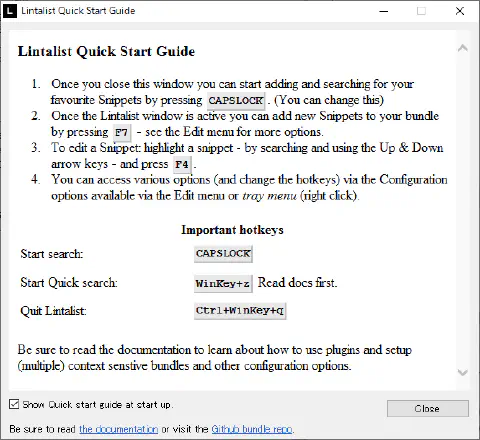 Lintalist Quick Start Guide
Lintalist Quick Start Guide
1. Once you close this window you can start adding and searching for your
favourite Snippets by pressing CAPSLOCK . (You can change this)
2. Once the Lintalist window is active you can add new Snippets to your bundle
by pressing F7 - see the Edit menu for more options.
3. To edit a Snippet: highlight a snippet - by searching and using the Up & Down
arrow keys - and press F4 .
4. You can access various options (and change the hotkeys) via the Configuration
options available via the Edit menu or tray menu (right click).
Important hotkeys
Start search: CAPSLOCK
Start Quick search: WinKey+z Read docs first.
Quit Lintalist: Ctrl+WinKey+q
Be sure to read the documentation to learn about how to use plugins and setup
(multiple) context senstive bundles and other configuration options.
Show Quick start guide at start up.
Close
Be sure to read the documentation or visit the Github bundle repo.